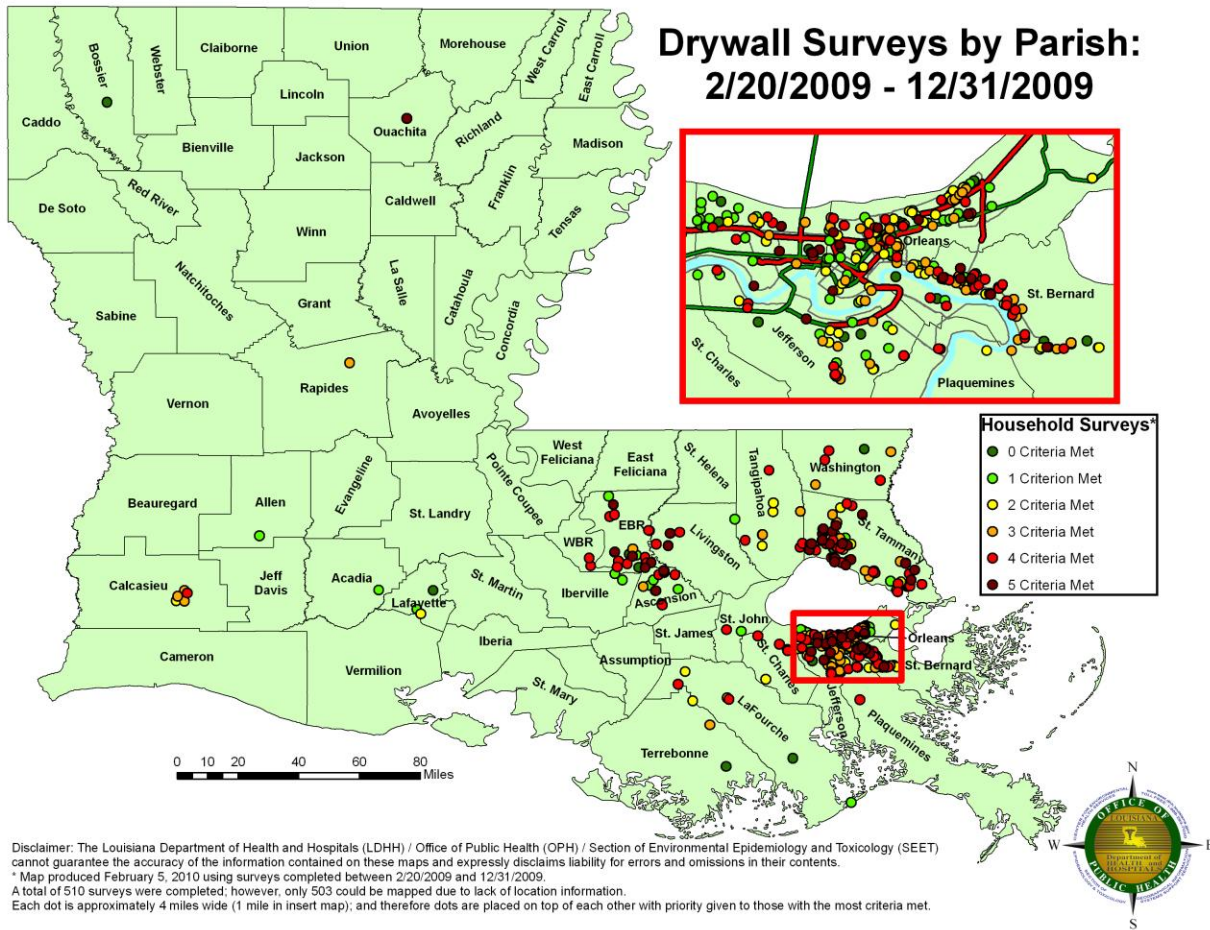 Drywall Surveys by Parish:
2/20/2009 - 12/31/2009
Caddo
Bossier
Webster
Claiborne
Union
Morehouse
West Carroll
East Carroll
Lincoln
Ouachita
Richland
Madison
Bienville
Jackson
De Soto
Red River
Caldwell
Franklin
Tensas
Winn
Natchitoches
La Salle
Catahoula
Concordia
Sabine
Grant
Rapides
Vernon
Avoyelles
Orleans
St. Bernard
Jefferson
St. Charles
Plaquemines
Household Surveys*
0 Criteria Met
1 Criterion Met
2 Criteria Met
3 Criteria Met
4 Criteria Met
5 Criteria Met
West
Feliciana
East
Feliciana
St. Helena
Tangipahoa
Washington
Pointe Coupee
Beauregard
Allen
Evangeline
St. Landry
EBR
WBR
Livingston
St. Tammany
Calcasieu
Jeff
Davis
Acadia
Lafayette
St. Martin
Iberville
Ascension
St. James
St. John
St. Charles
Orleans
St. Bernard
Cameron
Vermilion
Iberia
Assumption
St. Mary
LaFourche
Jefferson
Plaquemines
Terrebonne
0 10 20 40 60 80
Miles
N
W
E
S
OFFICE OF
LOUISIANA
Department of
HEALTH and
HOSPITALS
PUBLIC HEALTH
Disclaimer: The Louisiana Department of Health and Hospitals (LDHH) / Office of Public Health (OPH) / Section of Environmental Epidemiology and Toxicology (SEET)
cannot guarantee the accuracy of the information contained on these maps and expressly disclaims liability for errors and omissions in their contents.
* Map produced February 5, 2010 using surveys completed between 2/20/2009 and 12/31/2009.
A total of 510 surveys were completed; however, only 503 could be mapped due to lack of location information.
Each dot is approximately 4 miles wide (1 mile in insert map); and therefore dots are placed on top of each other with priority given to those with the most criteria met.